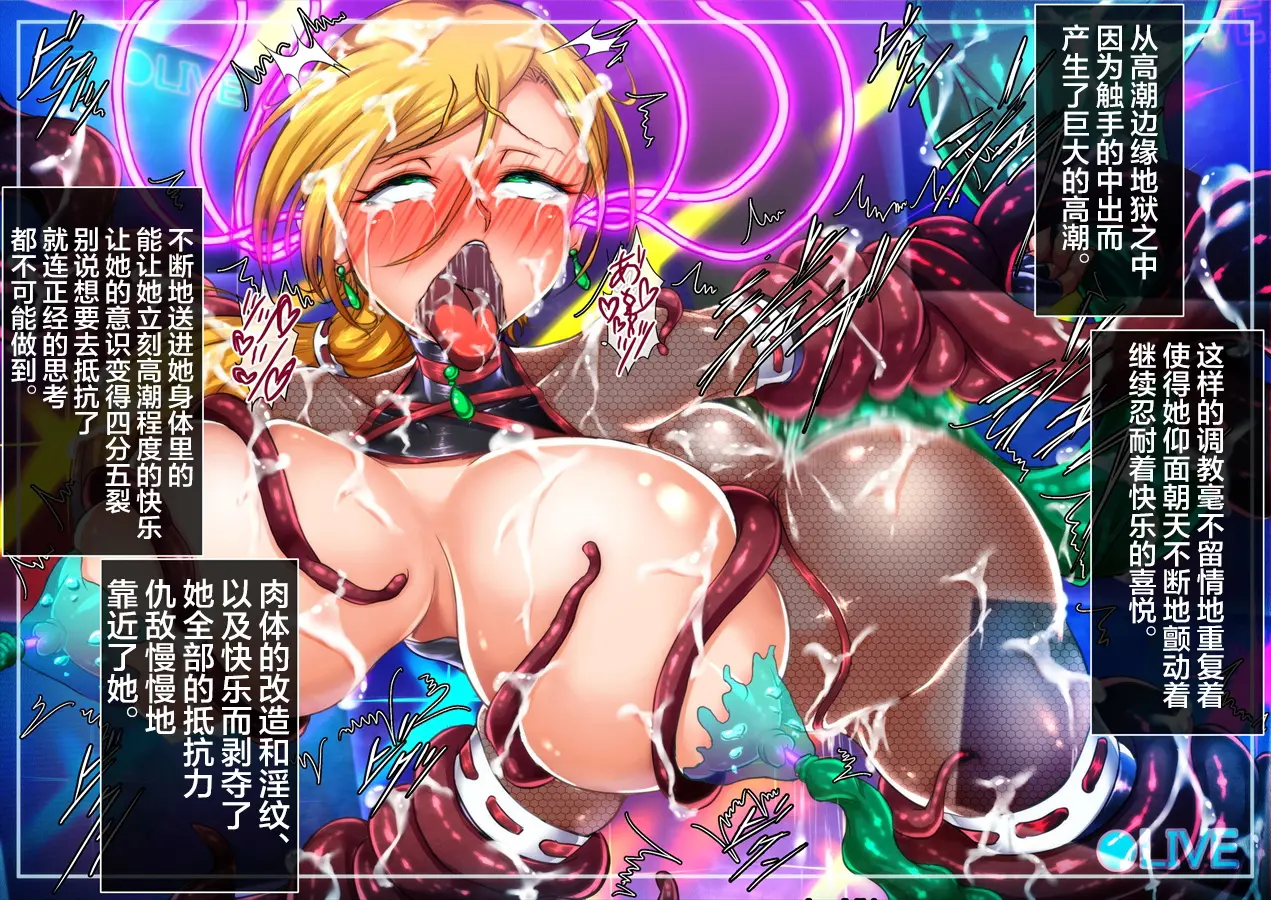 从高潮边缘地狱之中
因为触手的中出而
产生了巨大的高潮。
这样的调教毫不留情地重复着
使得她仰面朝天不断地颤动着
继续忍耐着快乐的喜悦。
不断地送进她身体里的
能让她立刻高潮程度的快乐
让她的意识变得四分五裂
别说想要去抵抗了
就连正经的思考
都不可能做到。
肉体的改造和淫纹、
以及快乐而剥夺了
她全部的抵抗力
仇敌慢慢地
靠近了她。
OLIVE
OLIVE